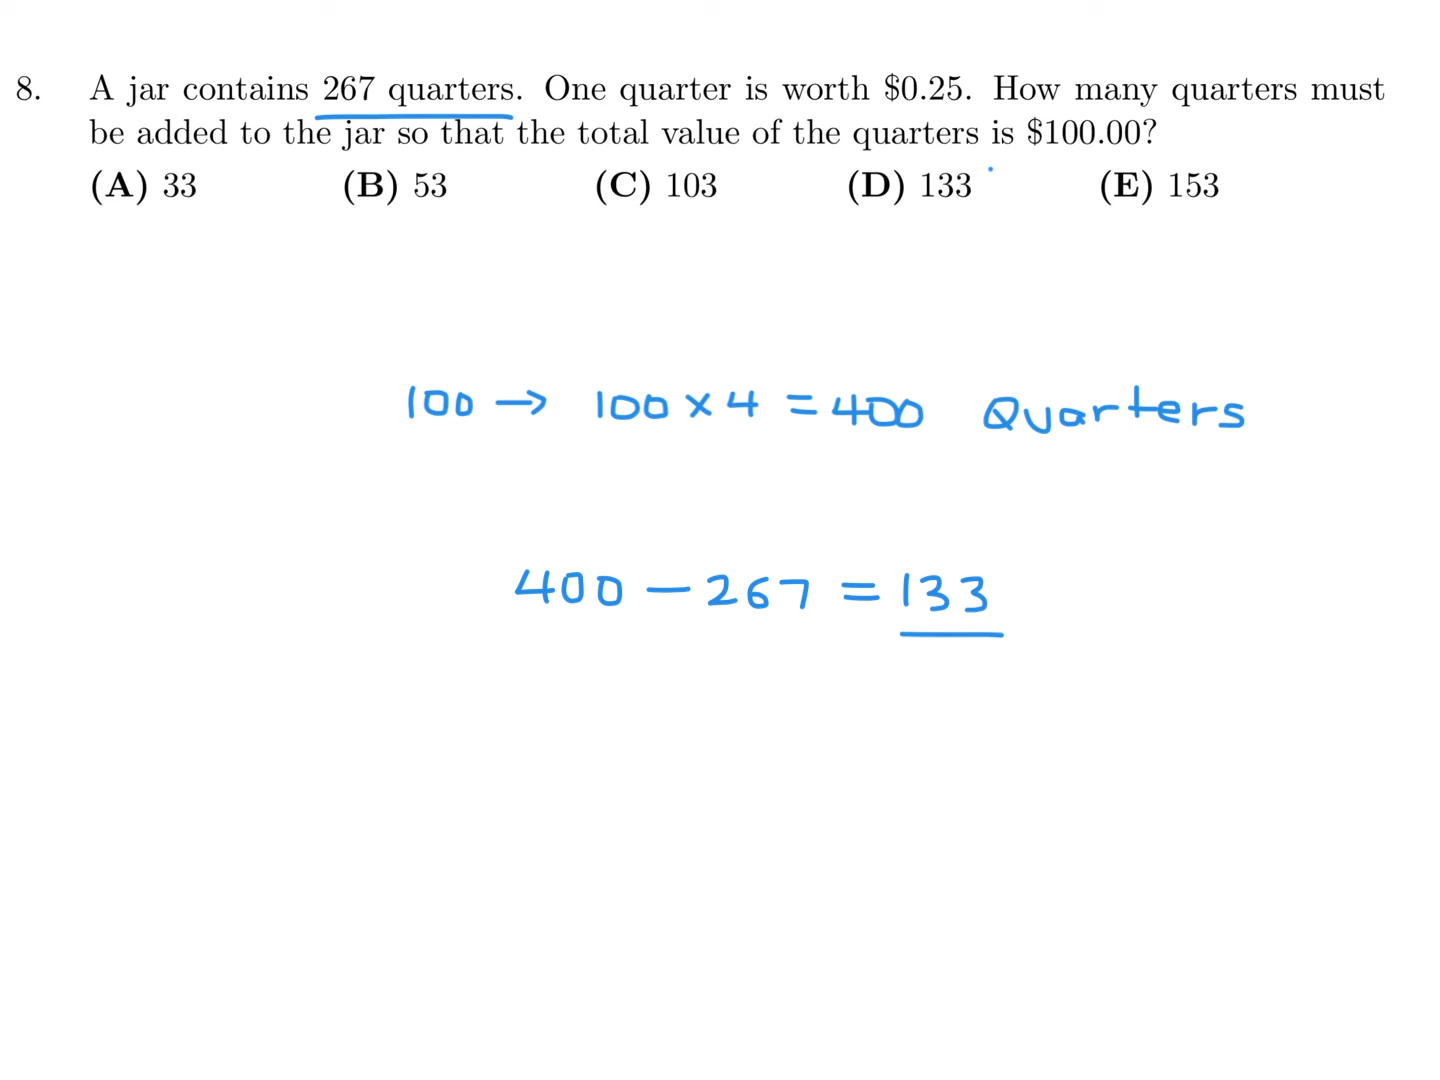 8. A jar contains 267 quarters. One quarter is worth $0.25. How many quarters must
be added to the jar so that the total value of the quarters is $100.00?
(A) 33 (B) 53 (C) 103 (D) 133 (E) 153
100 → 100 × 4 = 400 Quarters
400 − 267 = 133